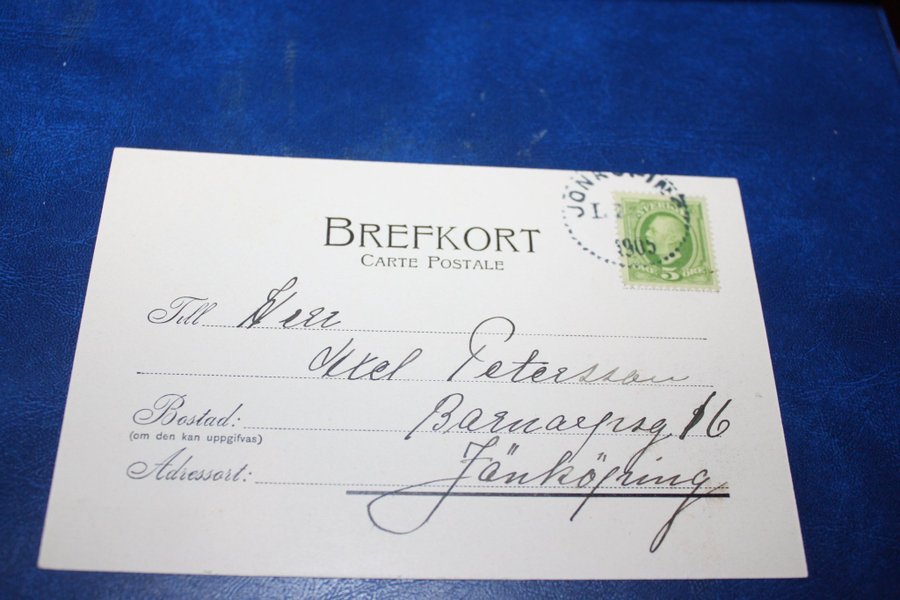 BREFKORT
CARTE POSTALE
JÖNKÖPING
1905
SVERIGE
5 ÖRE
Till Herr
Axel Petersson
Bostad: Barnarpsg 16
(om den kan uppgifvas)
Adressort: Jönköping